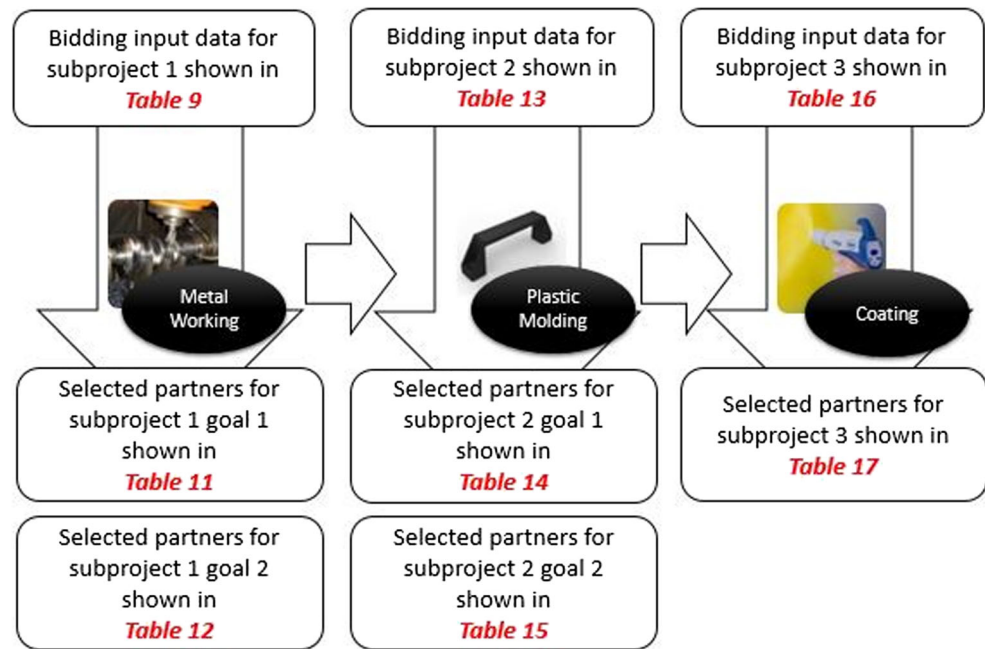 Bidding input data for
subproject 1 shown in
Table 9
Bidding input data for
subproject 2 shown in
Table 13
Bidding input data for
subproject 3 shown in
Table 16
Metal
Working
Plastic
Molding
Coating
Selected partners for
subproject 1 goal 1
shown in
Table 11
Selected partners for
subproject 2 goal 1
shown in
Table 14
Selected partners for
subproject 3 shown in
Table 17
Selected partners for
subproject 1 goal 2
shown in
Table 12
Selected partners for
subproject 2 goal 2
shown in
Table 15